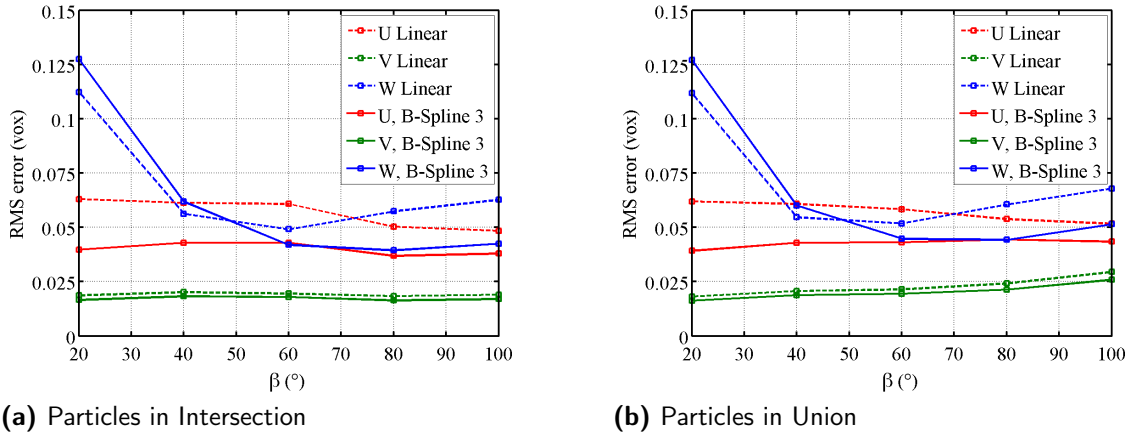 0.15
0.125
0.1
0.075
0.05
0.025
0
RMS error (vox)
20 30 40 50 60 70 80 90 100
β (°)
U Linear
V Linear
W Linear
U, B-Spline 3
V, B-Spline 3
W, B-Spline 3
(a) Particles in Intersection
0.15
0.125
0.1
0.075
0.05
0.025
0
RMS error (vox)
20 30 40 50 60 70 80 90 100
β (°)
U Linear
V Linear
W Linear
U, B-Spline 3
V, B-Spline 3
W, B-Spline 3
(b) Particles in Union